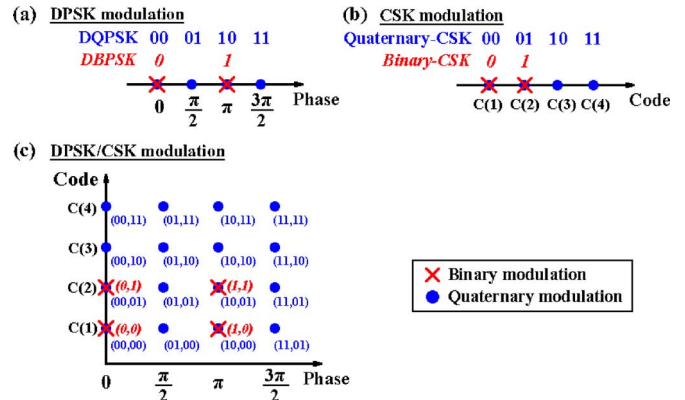 (a) DPSK modulation
DQPSK 00 01 10 11
DBPSK 0 1
0 π/2 π 3π/2 Phase
(b) CSK modulation
Quaternary-CSK 00 01 10 11
Binary-CSK 0 1
C(1) C(2) C(3) C(4) Code
(c) DPSK/CSK modulation
Code
C(4)
(00,11) (01,11) (10,11) (11,11)
C(3)
(00,10) (01,10) (10,10) (11,10)
C(2) (0,1) (1,1)
(00,01) (01,01) (10,01) (11,01)
C(1) (0,0) (1,0)
(00,00) (01,00) (10,00) (11,01)
0 π/2 π 3π/2 Phase
Binary modulation
Quaternary modulation